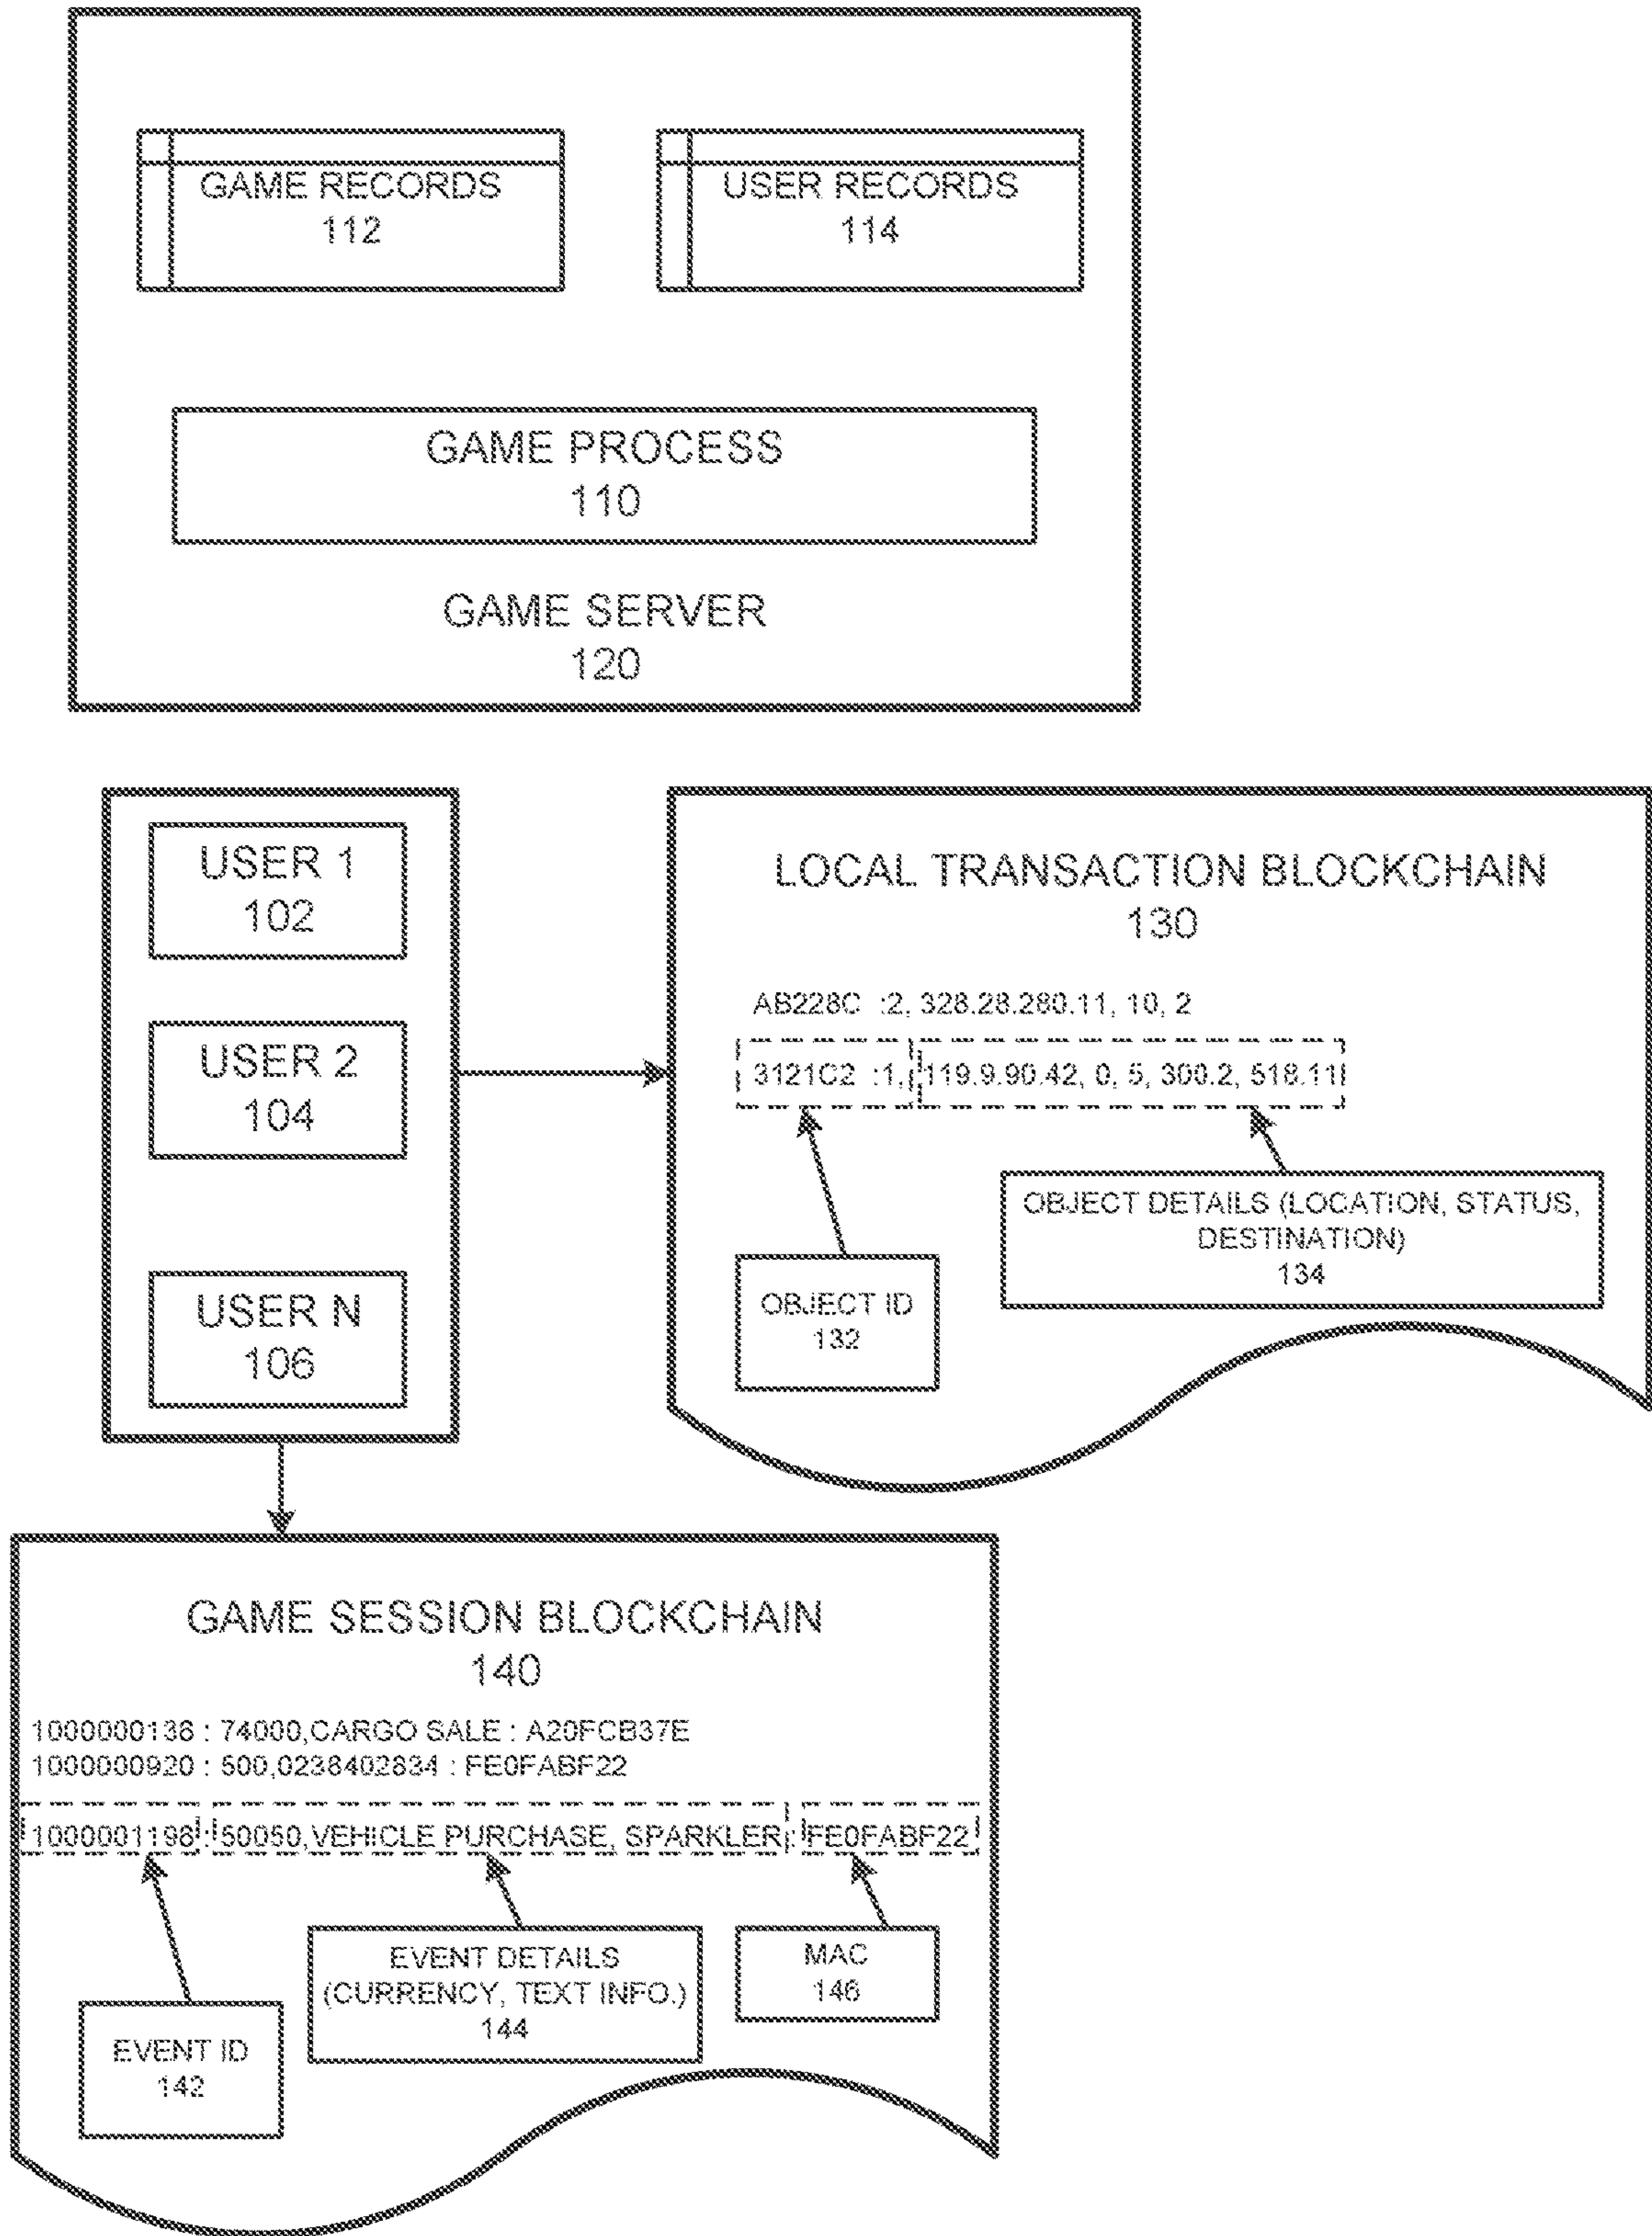 GAME RECORDS
112
USER RECORDS
114
GAME PROCESS
110
GAME SERVER
120
USER 1
102
USER 2
104
USER N
106
LOCAL TRANSACTION BLOCKCHAIN
130
AB228C :2, 328.28.280.11, 10, 2
3121C2 :1, 119.9.90.42, 0, 5, 300.2, 518.11
OBJECT ID
132
OBJECT DETAILS (LOCATION, STATUS,
DESTINATION)
134
GAME SESSION BLOCKCHAIN
140
1000000138 : 74000,CARGO SALE : A20FCB37E
1000000920 : 500,0238402834 : FE0FABF22
1000001198 : 50050,VEHICLE PURCHASE, SPARKLER : FE0FABF22
EVENT ID
142
EVENT DETAILS
(CURRENCY, TEXT INFO.)
144
MAC
146